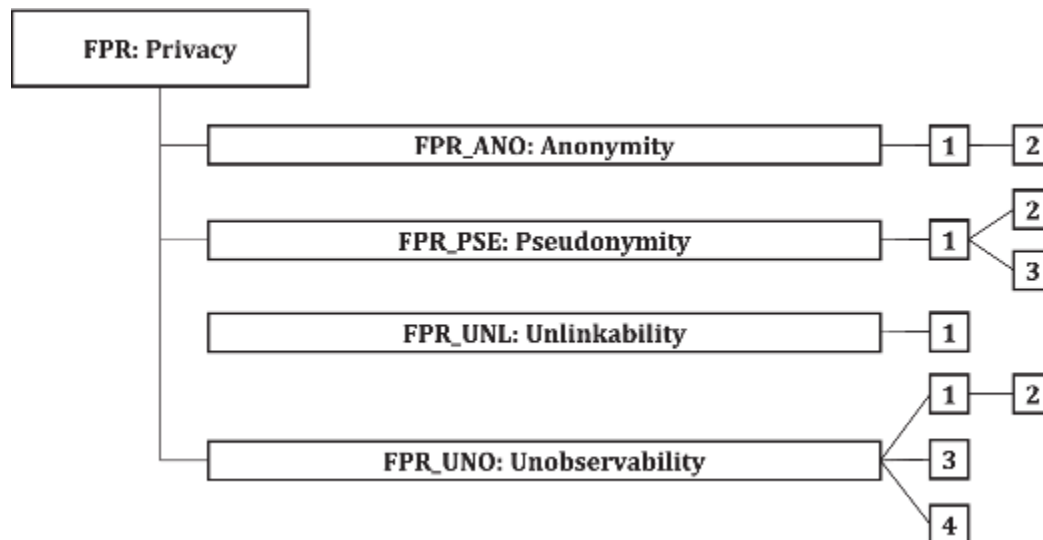 FPR: Privacy
FPR_ANO: Anonymity 1 2
2
FPR_PSE: Pseudonymity 1
3
FPR_UNL: Unlinkability 1
1 2
FPR_UNO: Unobservability 3
4